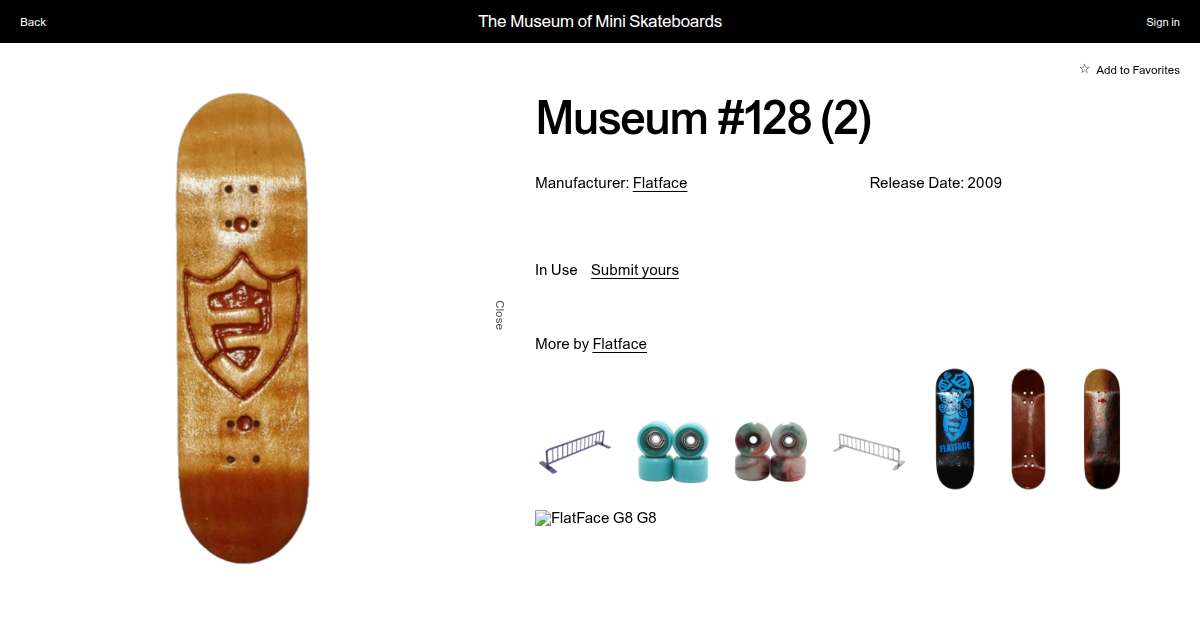 Back
The Museum of Mini Skateboards
Sign in
☆ Add to Favorites
Museum #128 (2)
Manufacturer: Flatface
Release Date: 2009
In Use Submit yours
Close
More by Flatface
FLATFACE
FlatFace G8 G8